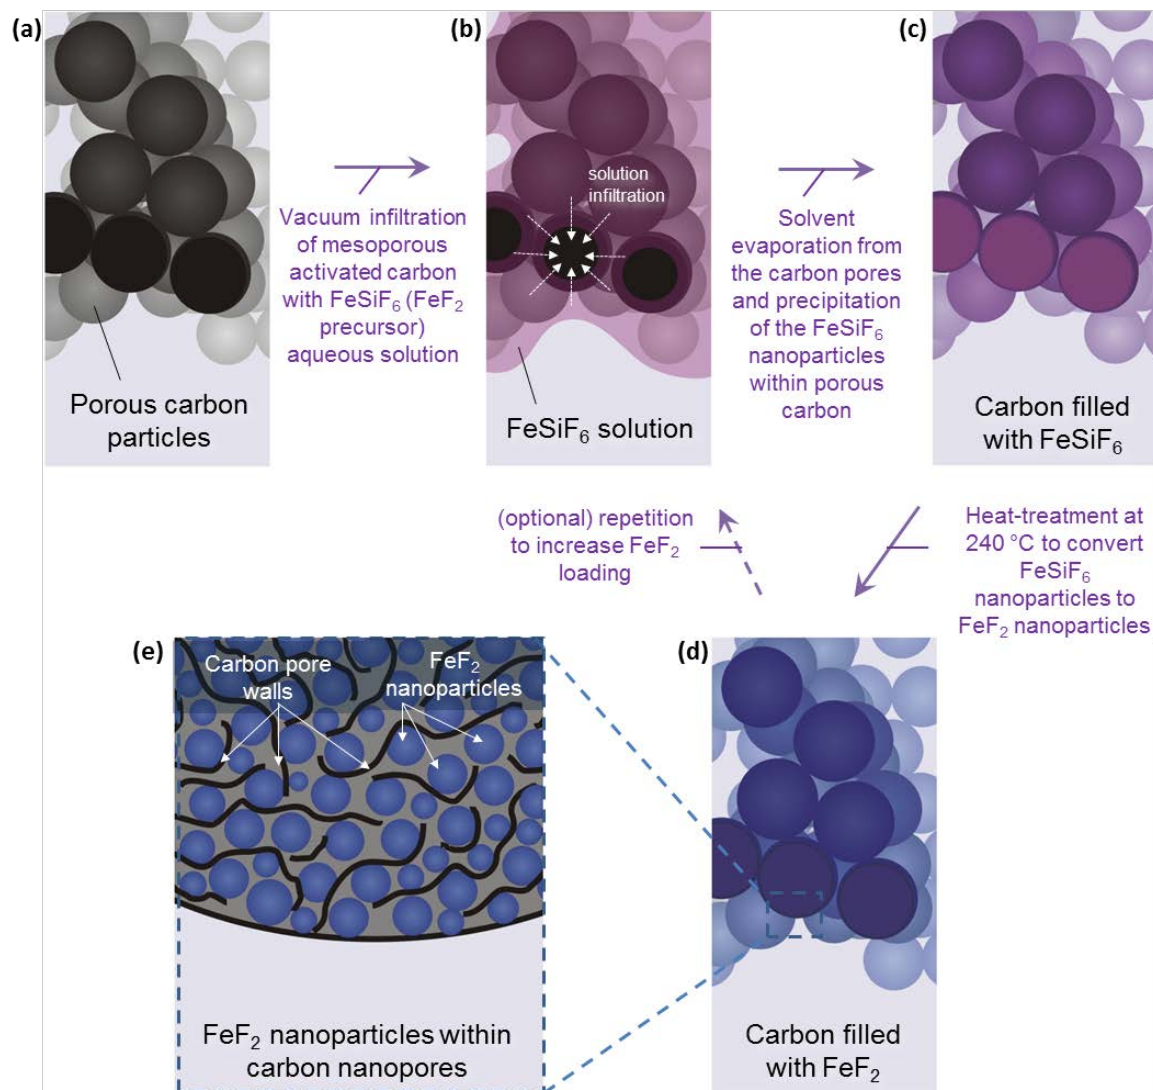 (a)
Porous carbon
particles
Vacuum infiltration
of mesoporous
activated carbon
with FeSiF₆ (FeF₂
precursor)
aqueous solution
(b)
solution
infiltration
FeSiF₆ solution
Solvent
evaporation from
the carbon pores
and precipitation
of the FeSiF₆
nanoparticles
within porous
carbon
(c)
Carbon filled
with FeSiF₆
(optional) repetition
to increase FeF₂
loading
Heat-treatment at
240 °C to convert
FeSiF₆
nanoparticles to
FeF₂ nanoparticles
(d)
Carbon filled
with FeF₂
(e)
Carbon pore
walls
FeF₂
nanoparticles
FeF₂ nanoparticles within
carbon nanopores